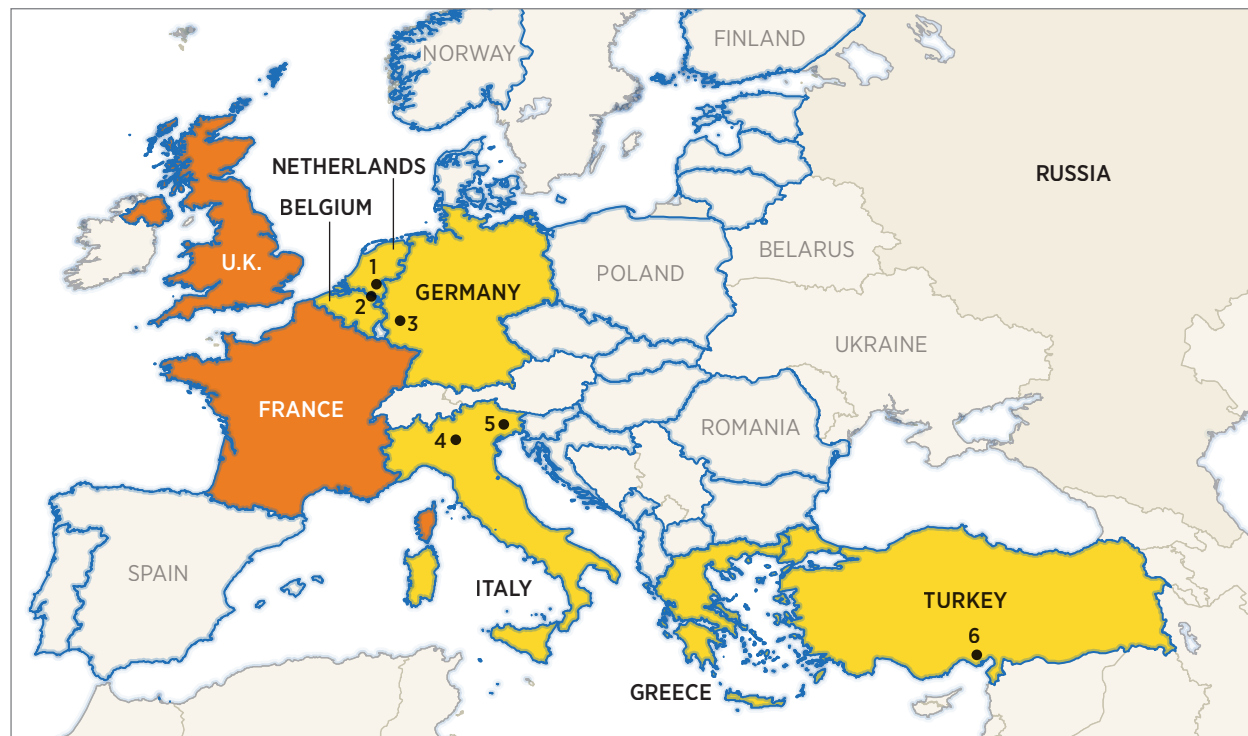 NORWAY
FINLAND
NETHERLANDS
RUSSIA
BELGIUM
BELARUS
U.K.
1
POLAND
GERMANY
2
3
UKRAINE
FRANCE
5
ROMANIA
4
SPAIN
ITALY
TURKEY
6
GREECE